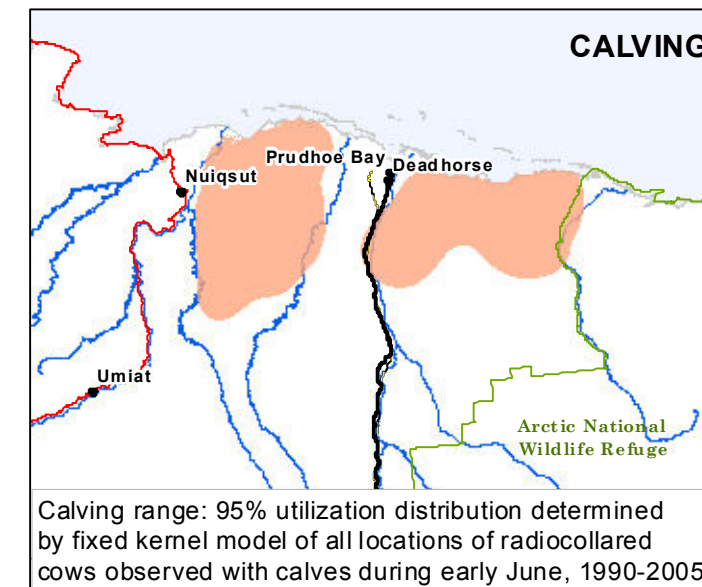 CALVING
Prudhoe Bay
Deadhorse
Nuiqsut
Umiat
Arctic National
Wildlife Refuge
Calving range: 95% utilization distribution determined
by fixed kernel model of all locations of radiocollared
cows observed with calves during early June, 1990-2005